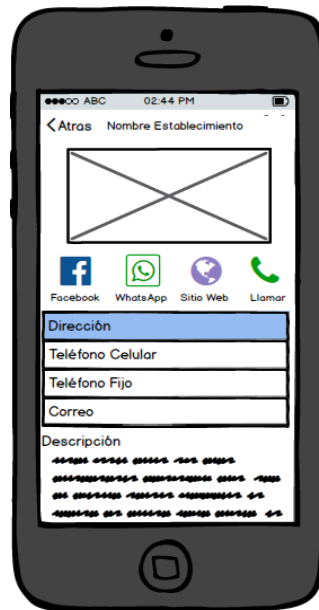 ABC 02:44 PM
Atras Nombre Establecimiento
Facebook WhatsApp Sitio Web Llamar
Dirección
Teléfono Celular
Teléfono Fijo
Correo
Descripción